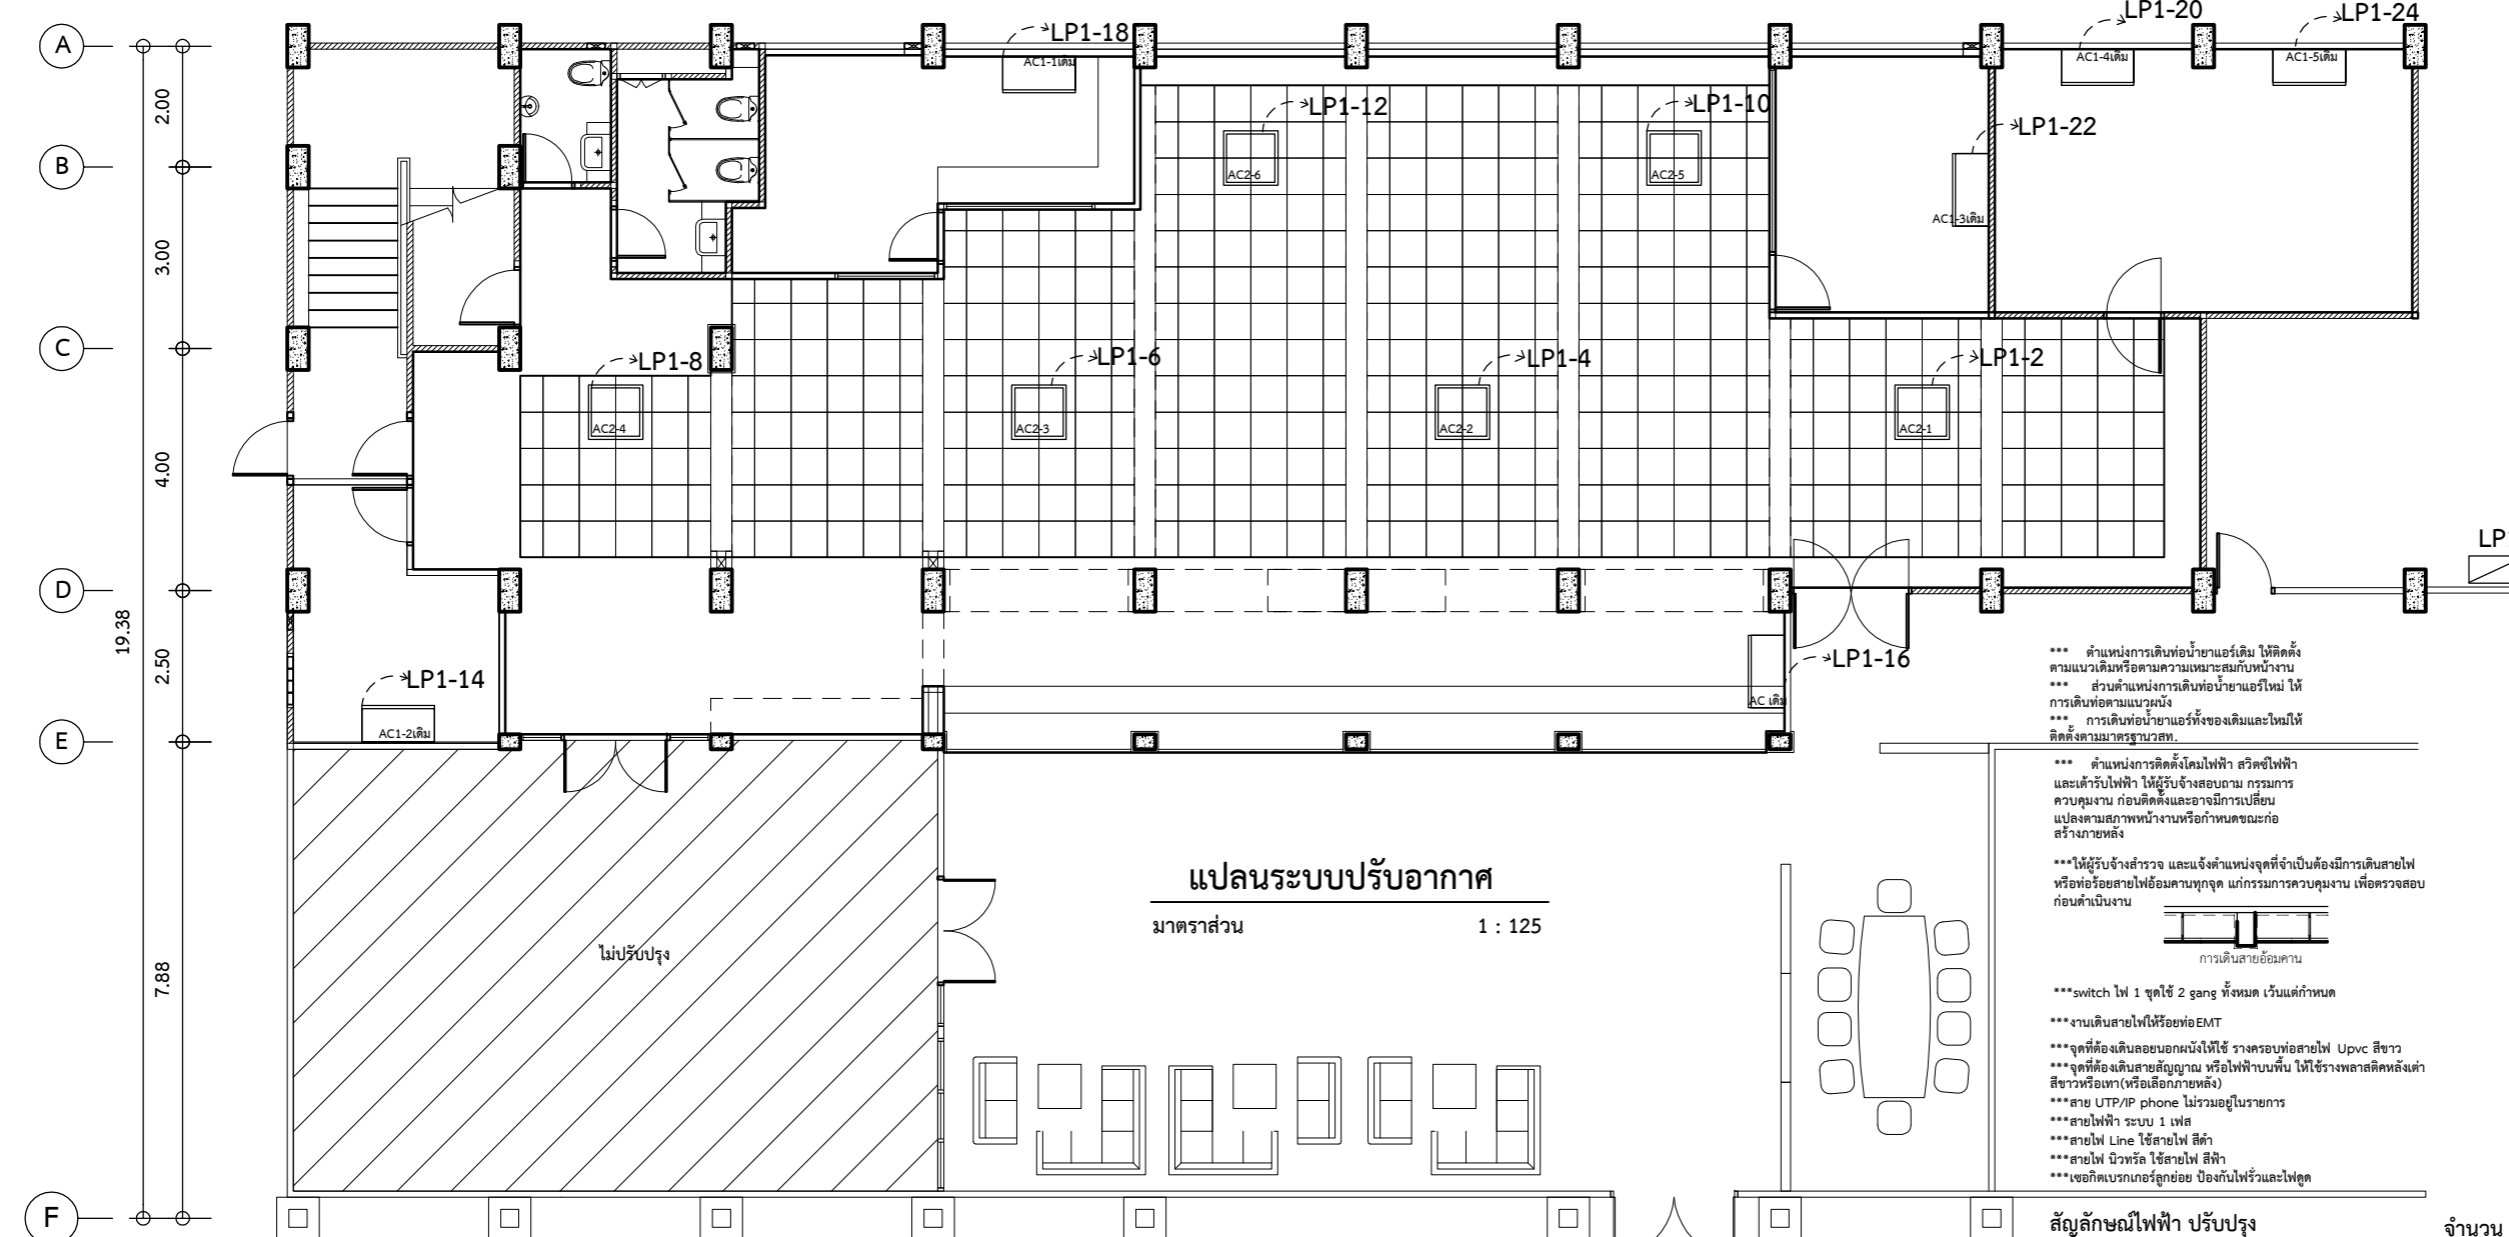 A
B
C
D
E
F
2.00
3.00
4.00
2.50
7.88
19.38
LP1-18
AC1-1เดิม
LP1-20
AC1-4เดิม
LP1-24
AC1-5เดิม
LP1-12
AC2-6
LP1-10
AC2-5
LP1-22
AC1-3เดิม
LP1-8
AC2-4
LP1-6
AC2-3
LP1-4
AC2-2
LP1-2
AC2-1
LP1-14
AC1-2เดิม
LP1-16
AC เดิม
LP
ไม่ปรับปรุง
แปลนระบบปรับอากาศ
มาตราส่วน 1 : 125
*** ตำแหน่งการเดินท่อน้ำยาแอร์เดิม ให้ติดตั้ง
ตามแนวเดิมหรือตามความเหมาะสมกับหน้างาน
*** ส่วนตำแหน่งการเดินท่อน้ำยาแอร์ใหม่ ให้
การเดินท่อตามแนวผนัง
*** การเดินท่อน้ำยาแอร์ทั้งของเดิมและใหม่ให้
ติดตั้งตามมาตรฐานวสท.
*** ตำแหน่งการติดตั้งโคมไฟฟ้า สวิตซ์ไฟฟ้า
และเต้ารับไฟฟ้า ให้ผู้รับจ้างสอบถาม กรรมการ
ควบคุมงาน ก่อนติดตั้งและอาจมีการเปลี่ยน
แปลงตามสภาพหน้างานหรือกำหนดขณะก่อ
สร้างภายหลัง
***ให้ผู้รับจ้างสำรวจ และแจ้งตำแหน่งจุดที่จำเป็นต้องมีการเดินสายไฟ
หรือท่อร้อยสายไฟอ้อมคานทุกจุด แก่กรรมการควบคุมงาน เพื่อตรวจสอบ
ก่อนดำเนินงาน
การเดินสายอ้อมคาน
***switch ไฟ 1 ชุดใช้ 2 gang ทั้งหมด เว้นแต่กำหนด
***งานเดินสายไฟให้ร้อยท่อEMT
***จุดที่ต้องเดินลอยนอกผนังให้ใช้ รางครอบท่อสายไฟ Upvc สีขาว
***จุดที่ต้องเดินสายสัญญาณ หรือไฟฟ้าบนพื้น ให้ใช้รางพลาสติคหลังเต่า
สีขาวหรือเทา(หรือเลือกภายหลัง)
***สาย UTP/IP phone ไม่รวมอยู่ในรายการ
***สายไฟฟ้า ระบบ 1 เฟส
***สายไฟ Line ใช้สายไฟ สีดำ
***สายไฟ นิวทรัล ใช้สายไฟ สีฟ้า
***เซอกิตเบรกเกอร์ลูกย่อย ป้องกันไฟรั่วและไฟดูด
สัญลักษณ์ไฟฟ้า ปรับปรุง จำนวน